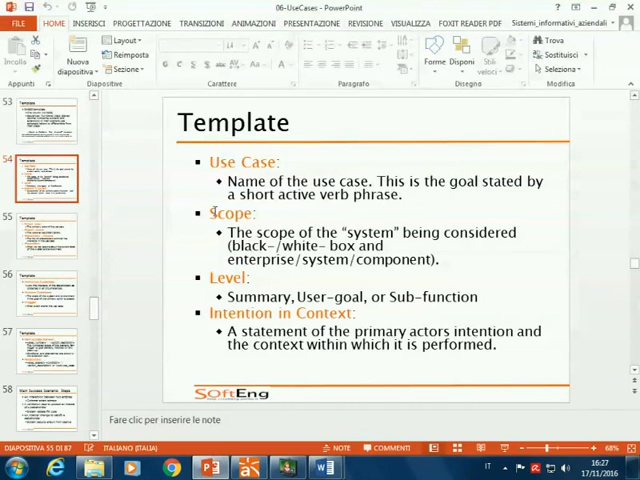 06-UseCases - PowerPoint
FILE HOME INSERISCI PROGETTAZIONE TRANSIZIONI ANIMAZIONI PRESENTAZIONE REVISIONE VISUALIZZA FOXIT READER PDF Sistemi_informativi_aziendali
Incolla
Nuova diapositiva
Layout
Reimposta
Sezione
Forme Disponi Stili veloci
Trova
Sostituisci
Seleziona
Appunti Diapositive Carattere Paragrafo Disegno Modifica
53
54
55
56
57
58
Template
Use Case:
Name of the use case. This is the goal stated by
a short active verb phrase.
Scope:
The scope of the “system” being considered
(black-/white- box and
enterprise/system/component).
Level:
Summary, User-goal, or Sub-function
Intention in Context:
A statement of the primary actors intention and
the context within which it is performed.
SOftEng
Fare clic per inserire le note
DIAPOSITIVA 55 DI 87 ITALIANO (ITALIA) NOTE COMMENTI 68%
IT 16:27
17/11/2016